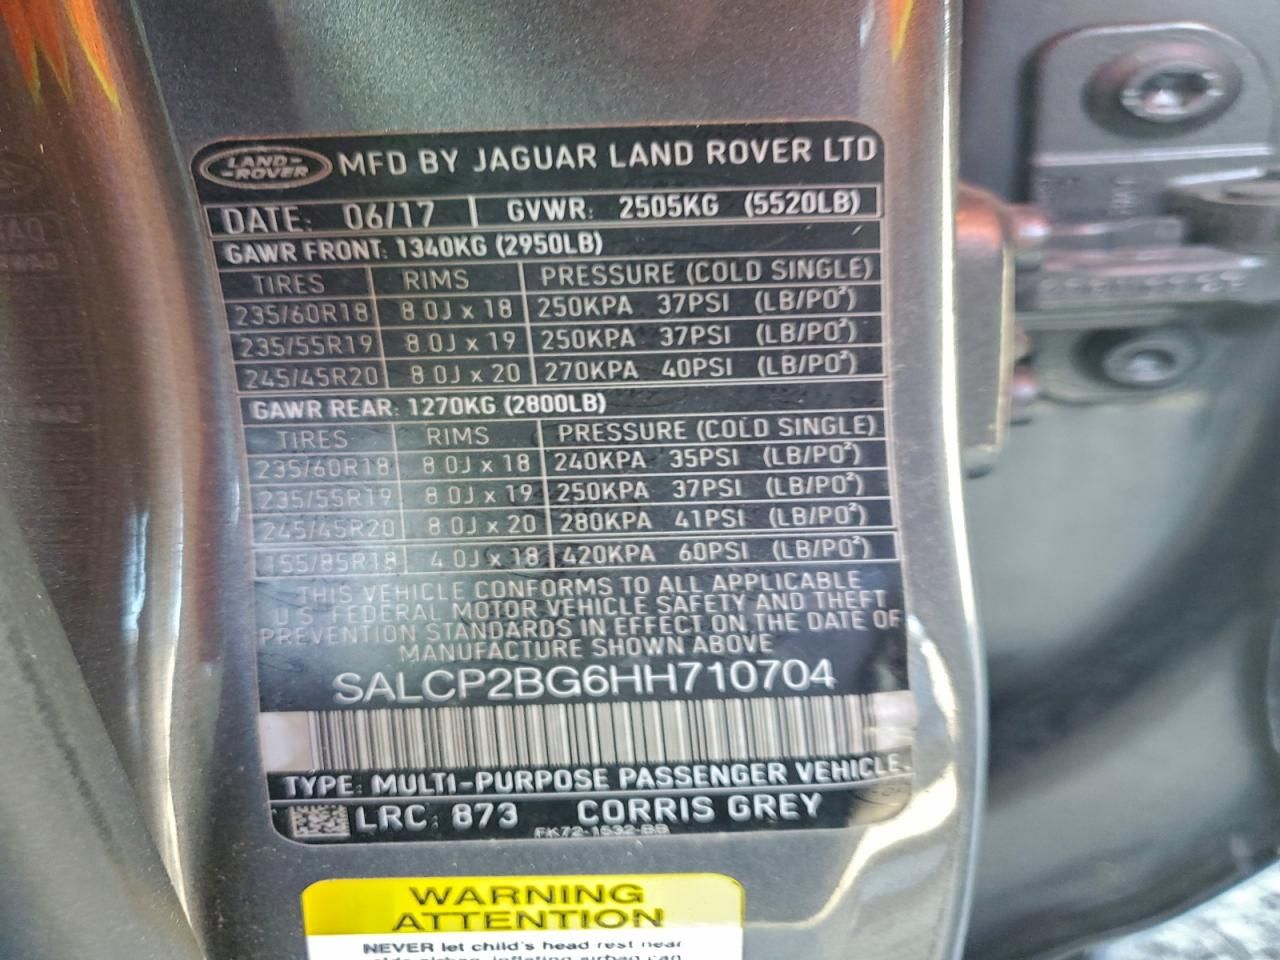 LAND-
-ROVER
MFD BY JAGUAR LAND ROVER LTD
DATE: 06/17 GVWR: 2505KG (5520LB)
GAWR FRONT: 1340KG (2950LB)
TIRES RIMS PRESSURE (COLD SINGLE)
235/60R18 8.0J x 18 250KPA 37PSI (LB/PO²)
235/55R19 8.0J x 19 250KPA 37PSI (LB/PO²)
245/45R20 8.0J x 20 270KPA 40PSI (LB/PO²)
GAWR REAR: 1270KG (2800LB)
TIRES RIMS PRESSURE (COLD SINGLE)
235/60R18 8.0J x 18 240KPA 35PSI (LB/PO²)
235/55R19 8.0J x 19 250KPA 37PSI (LB/PO²)
245/45R20 8.0J x 20 280KPA 41PSI (LB/PO²)
155/85R18 4.0J x 18 420KPA 60PSI (LB/PO²)
THIS VEHICLE CONFORMS TO ALL APPLICABLE
U.S. FEDERAL MOTOR VEHICLE SAFETY AND THEFT
PREVENTION STANDARDS IN EFFECT ON THE DATE OF
MANUFACTURE SHOWN ABOVE
SALCP2BG6HH710704
TYPE: MULTI-PURPOSE PASSENGER VEHICLE
LRC: 873 CORRIS GREY
FK72-1532-BB
WARNING
ATTENTION
NEVER let child's head rest near
side airbag, inflating airbag can